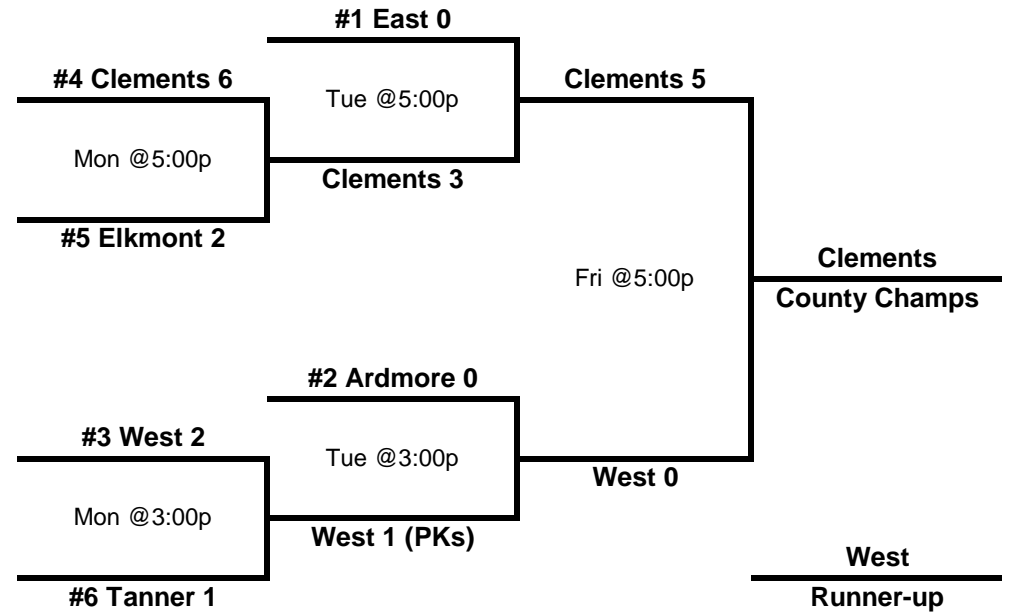 #1 East 0
#4 Clements 6
Clements 5
Tue @5:00p
Mon @5:00p
Clements 3
#5 Elkmont 2
Clements
Fri @5:00p
County Champs
#2 Ardmore 0
#3 West 2
Tue @3:00p
West 0
Mon @3:00p
West 1 (PKs)
West
#6 Tanner 1
Runner-up